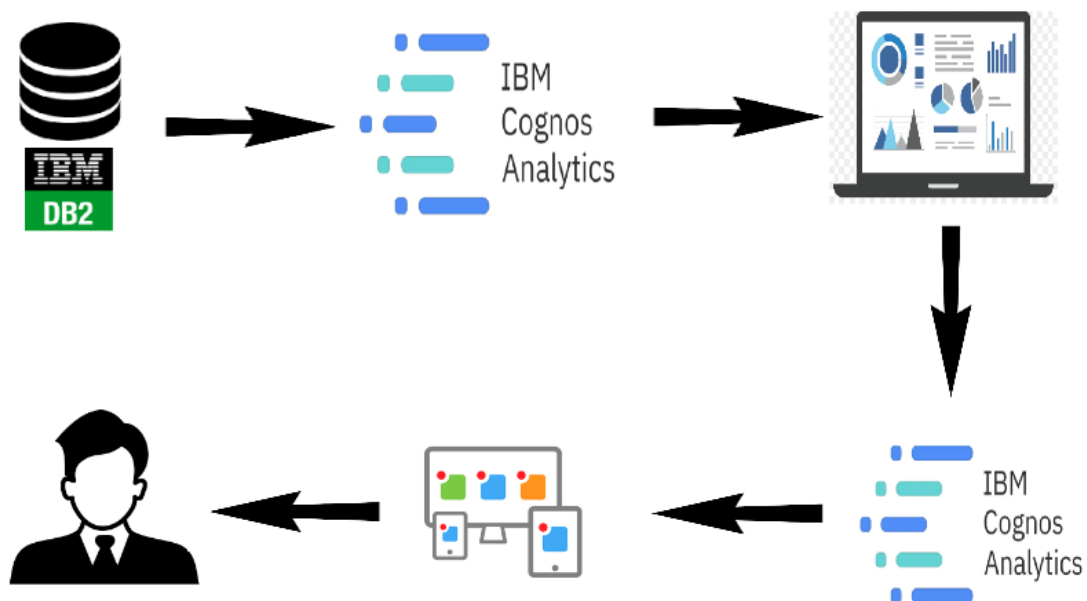 IBM
DB2
IBM
Cognos
Analytics
IBM
Cognos
Analytics